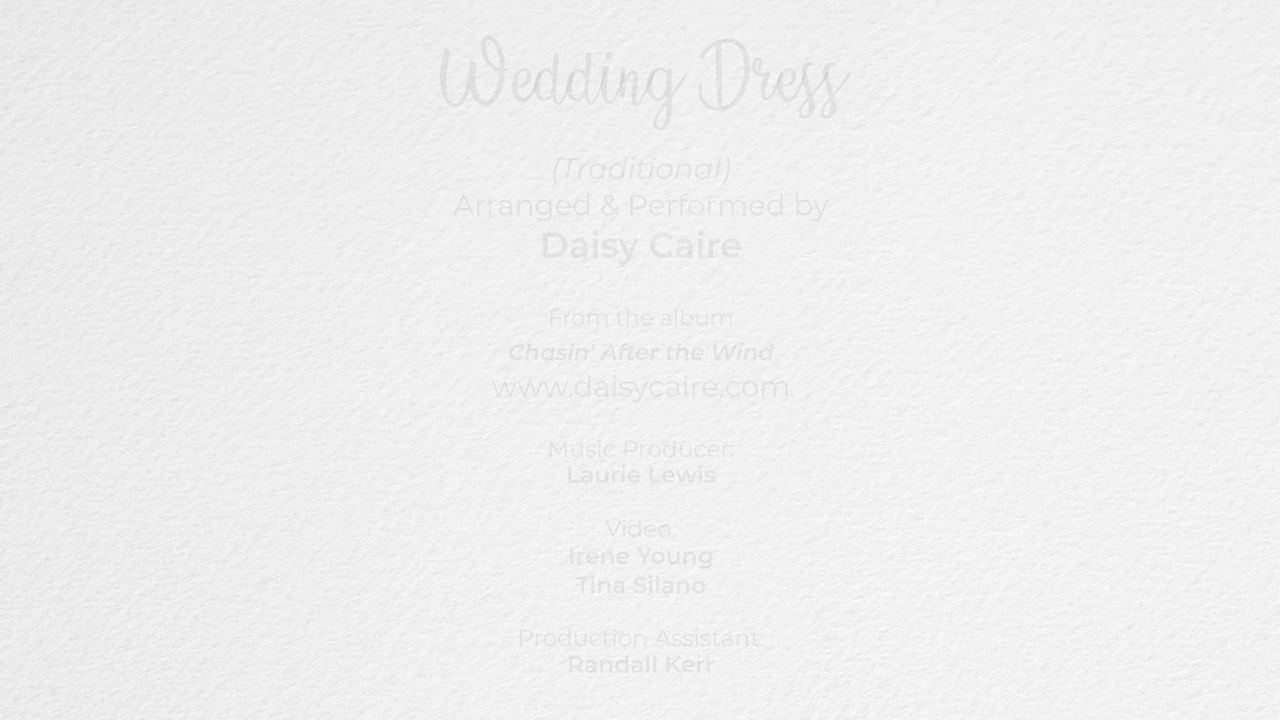 Wedding Dress
(Traditional)
Arranged & Performed by
Daisy Caire
From the album
Chasin' After the Wind
www.daisycaire.com
Music Producer:
Laurie Lewis
Video:
Irene Young
Tina Silano
Production Assistant:
Randall Kerr